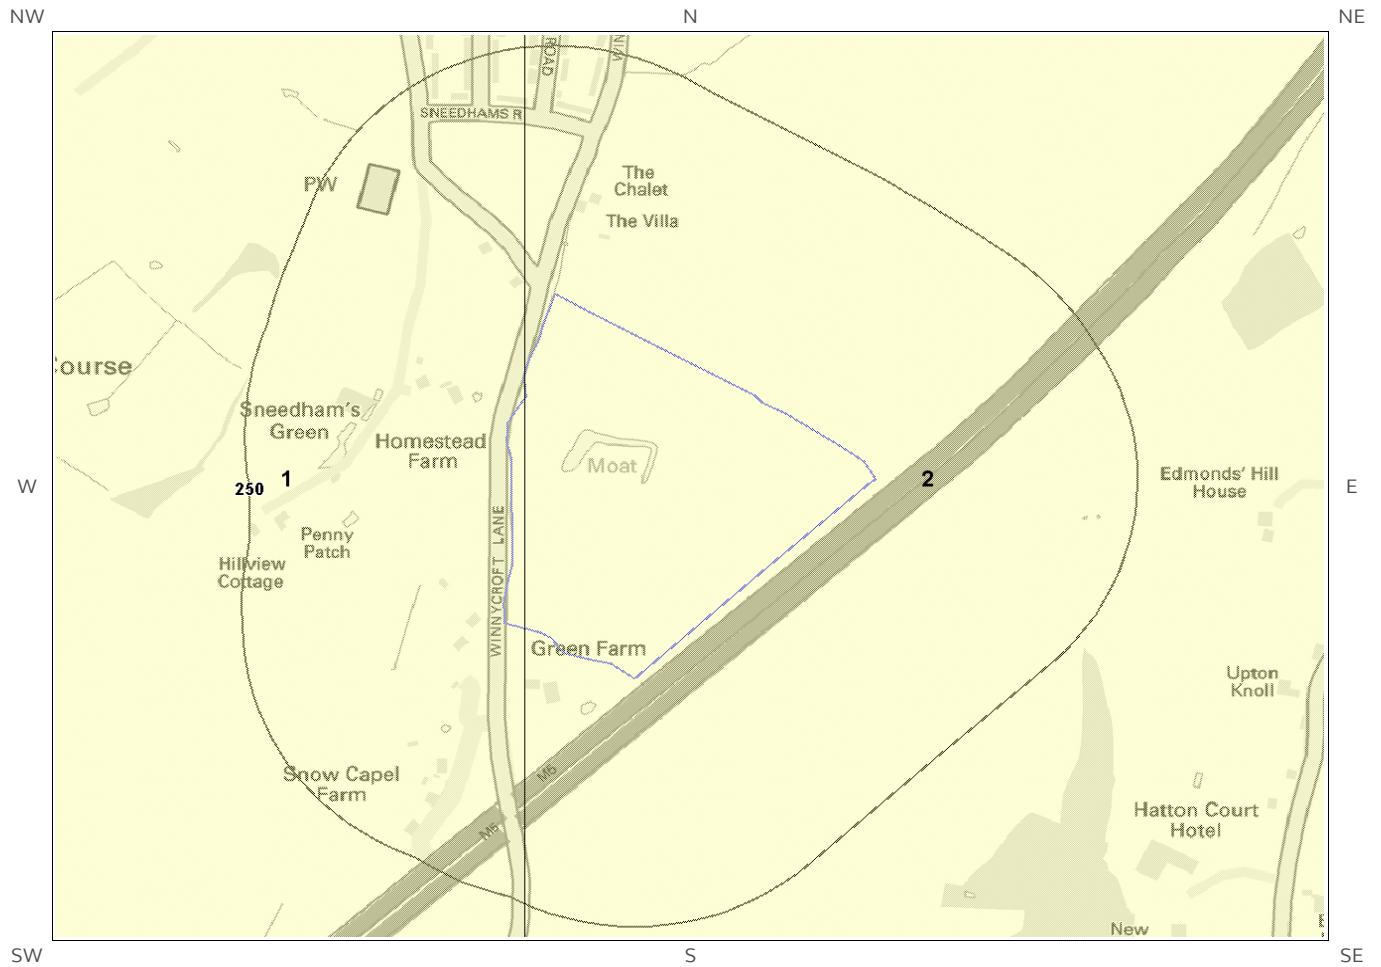 NW
N
NE
ROAD
SNEEDHAMS R
PW
The
Chalet
The Villa
ourse
Sneedham's
Green
Homestead
Farm
Moat
1
250
2
W
E
Edmonds' Hill
House
Penny
Patch
Hillview
Cottage
WINNYCROFT LANE
Green Farm
Upton
Knoll
M5
Snow Capel
Farm
M5
Hatton Court
Hotel
New
SW
S
SE